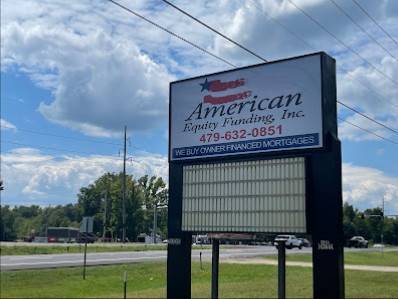 American
Equity Funding, Inc.
479-632-0851
WE BUY OWNER FINANCED MORTGAGES